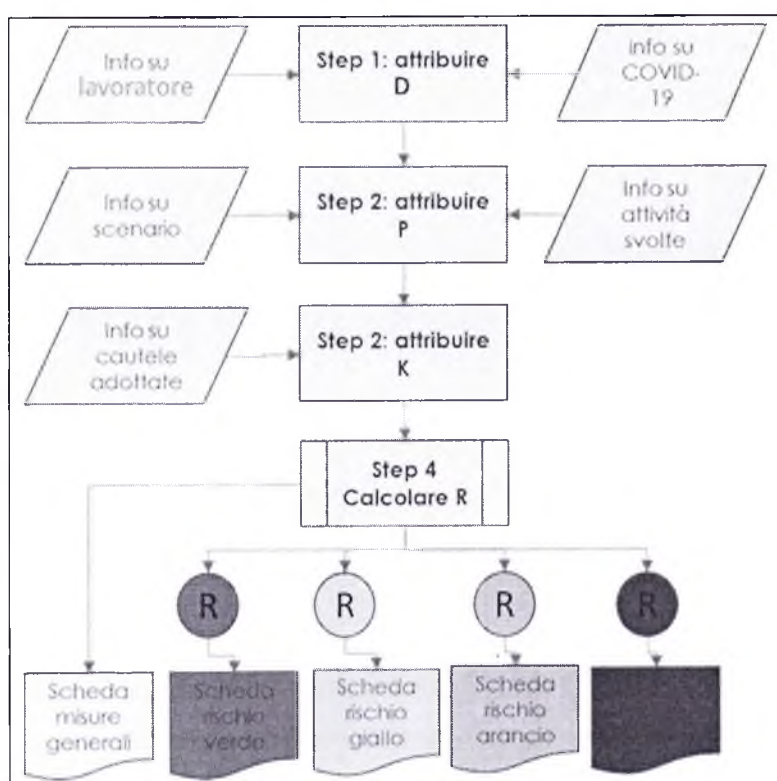 Info su
lavoratore
Step 1: attribuire
D
Info su
COVID-
19
Info su
scenario
Step 2: attribuire
P
Info su
attività
svolte
Info su
cautele
adottate
Step 2: attribuire
K
Step 4
Calcolare R
R
R
R
R
Scheda
misure
generali
Scheda
rischio
verde
Scheda
rischio
giallo
Scheda
rischio
arancio